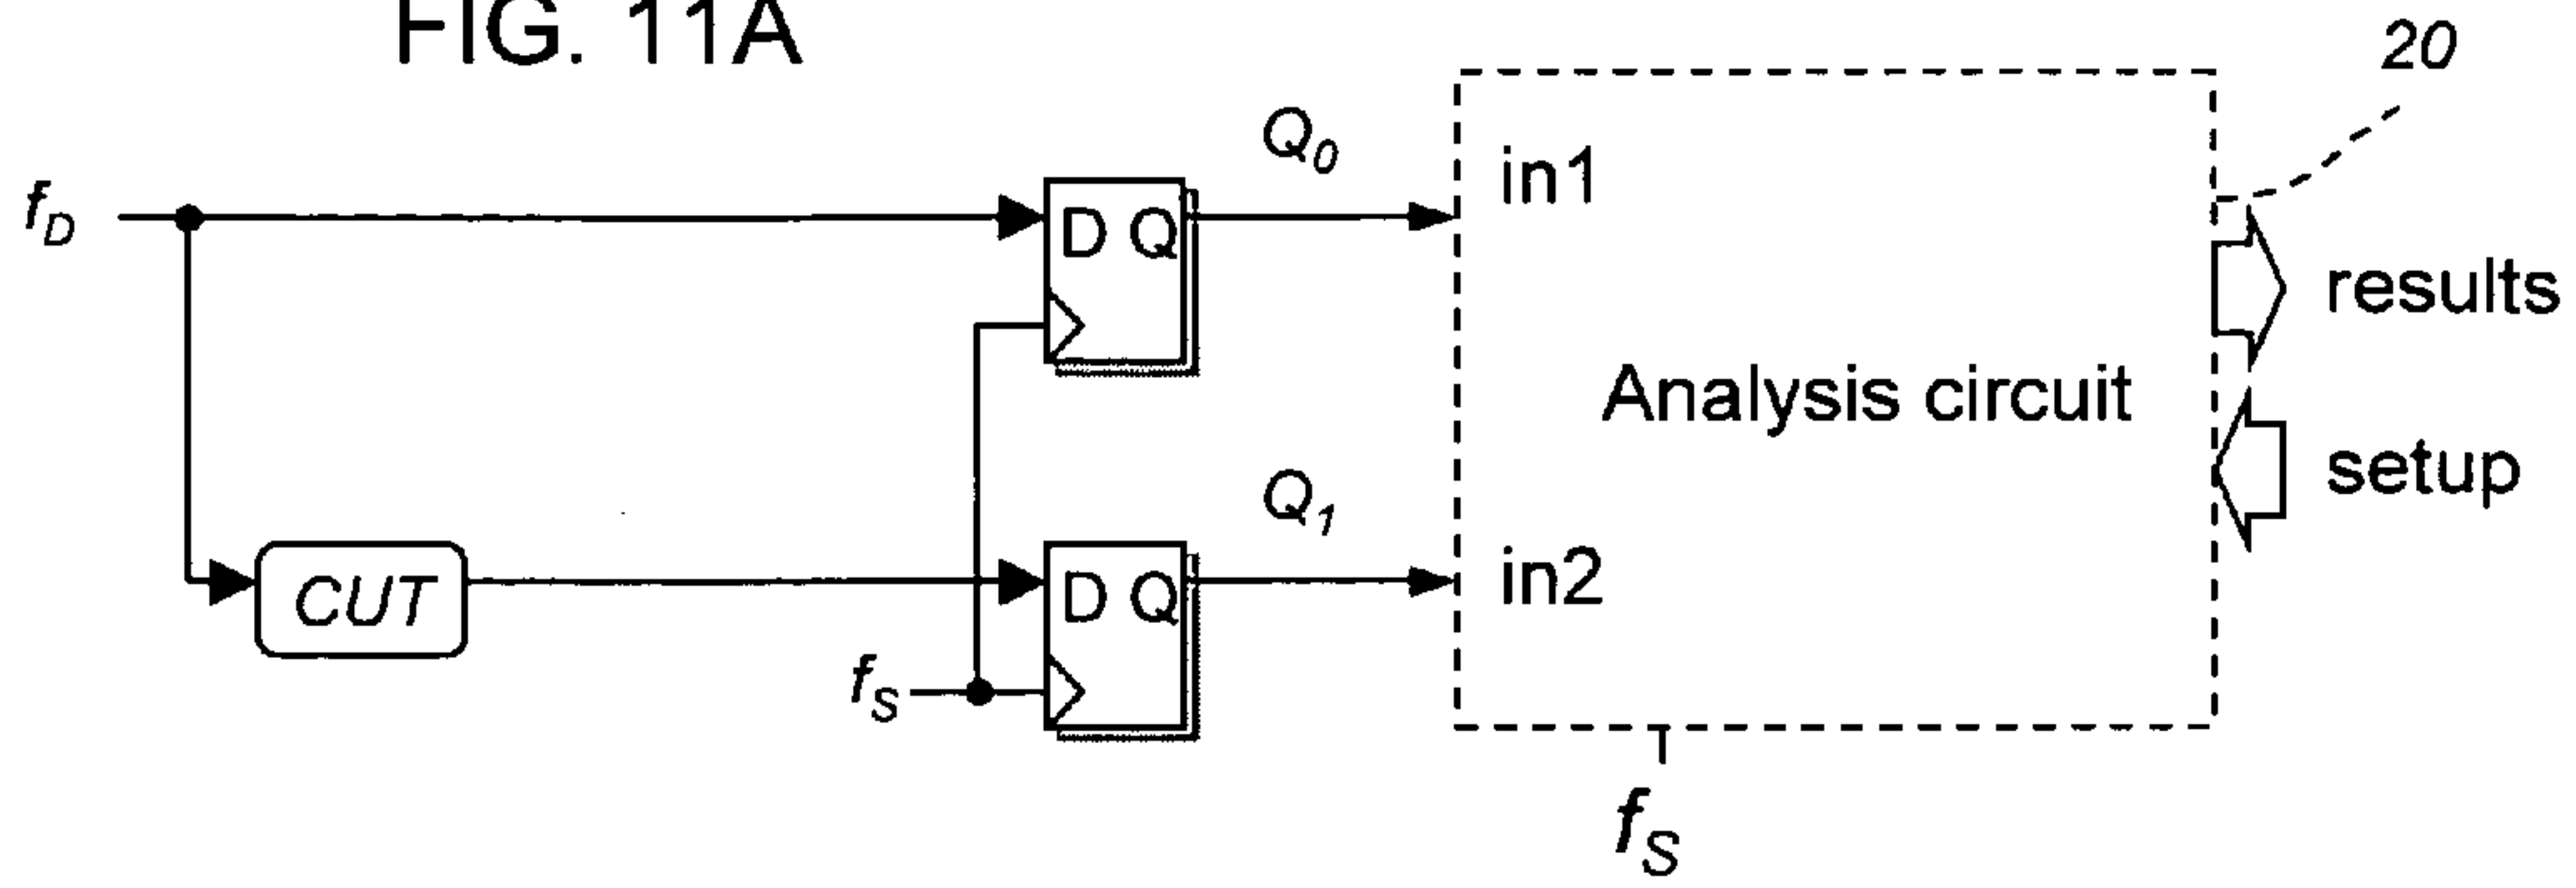 FIG. 11A
20
Q0
in1
fD
D Q
results
Analysis circuit
setup
Q1
in2
CUT
D Q
fS
fS